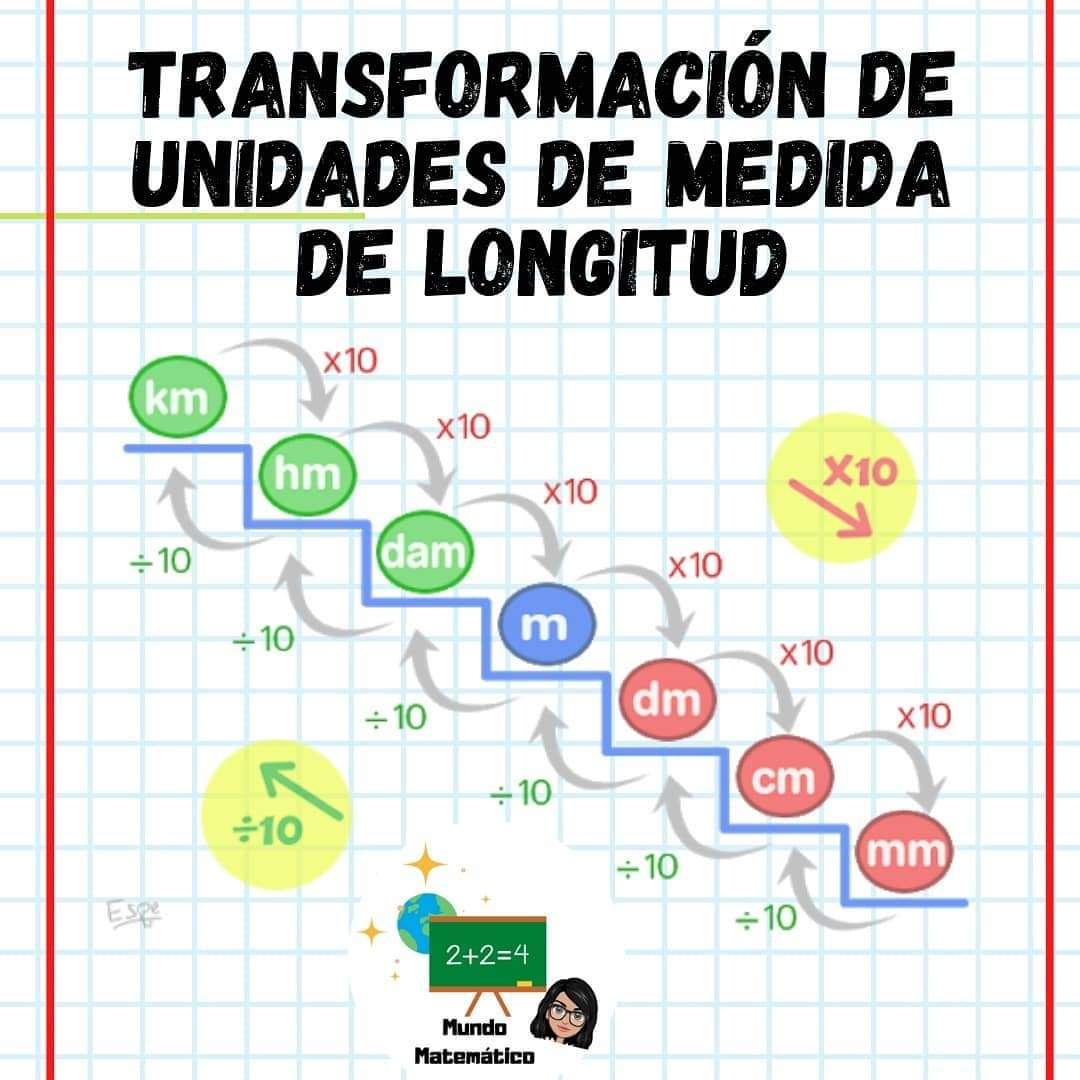 TRANSFORMACIÓN DE
UNIDADES DE MEDIDA
DE LONGITUD
km
x10
hm
x10
dam
x10
m
x10
dm
x10
cm
x10
mm
÷10
÷10
÷10
÷10
÷10
÷10
X10
÷10
Espe
2+2=4
Mundo
Matemático